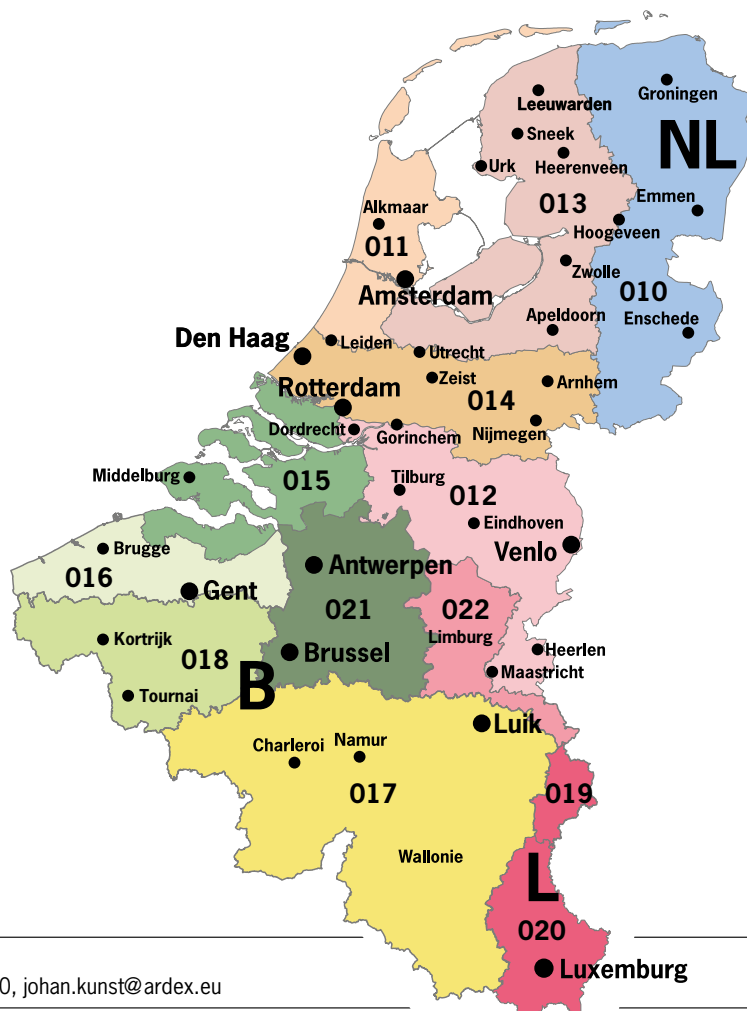 Groningen
Leeuwarden
NL
Sneek
Urk
Heerenveen
Emmen
013
Alkmaar
Hoogeveen
011
Zwolle
010
Amsterdam
Apeldoorn
Enschede
Den Haag
Leiden
Utrecht
Zeist
Arnhem
Rotterdam
014
Dordrecht
Gorinchem
Nijmegen
Middelburg
015
Tilburg
012
Eindhoven
Brugge
Venlo
016
Antwerpen
Gent
021
022
Kortrijk
Limburg
018
Brussel
Heerlen
B
Maastricht
Tournai
Luik
Charleroi
Namur
017
019
Wallonie
L
020
Luxemburg
0, johan.kunst@ardex.eu